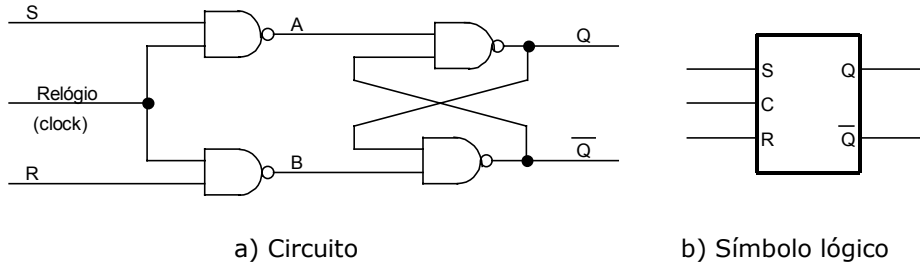 S
A
Q
Relógio
(clock)
R
B
Q
a) Circuito
S
Q
C
R
Q
b) Símbolo lógico